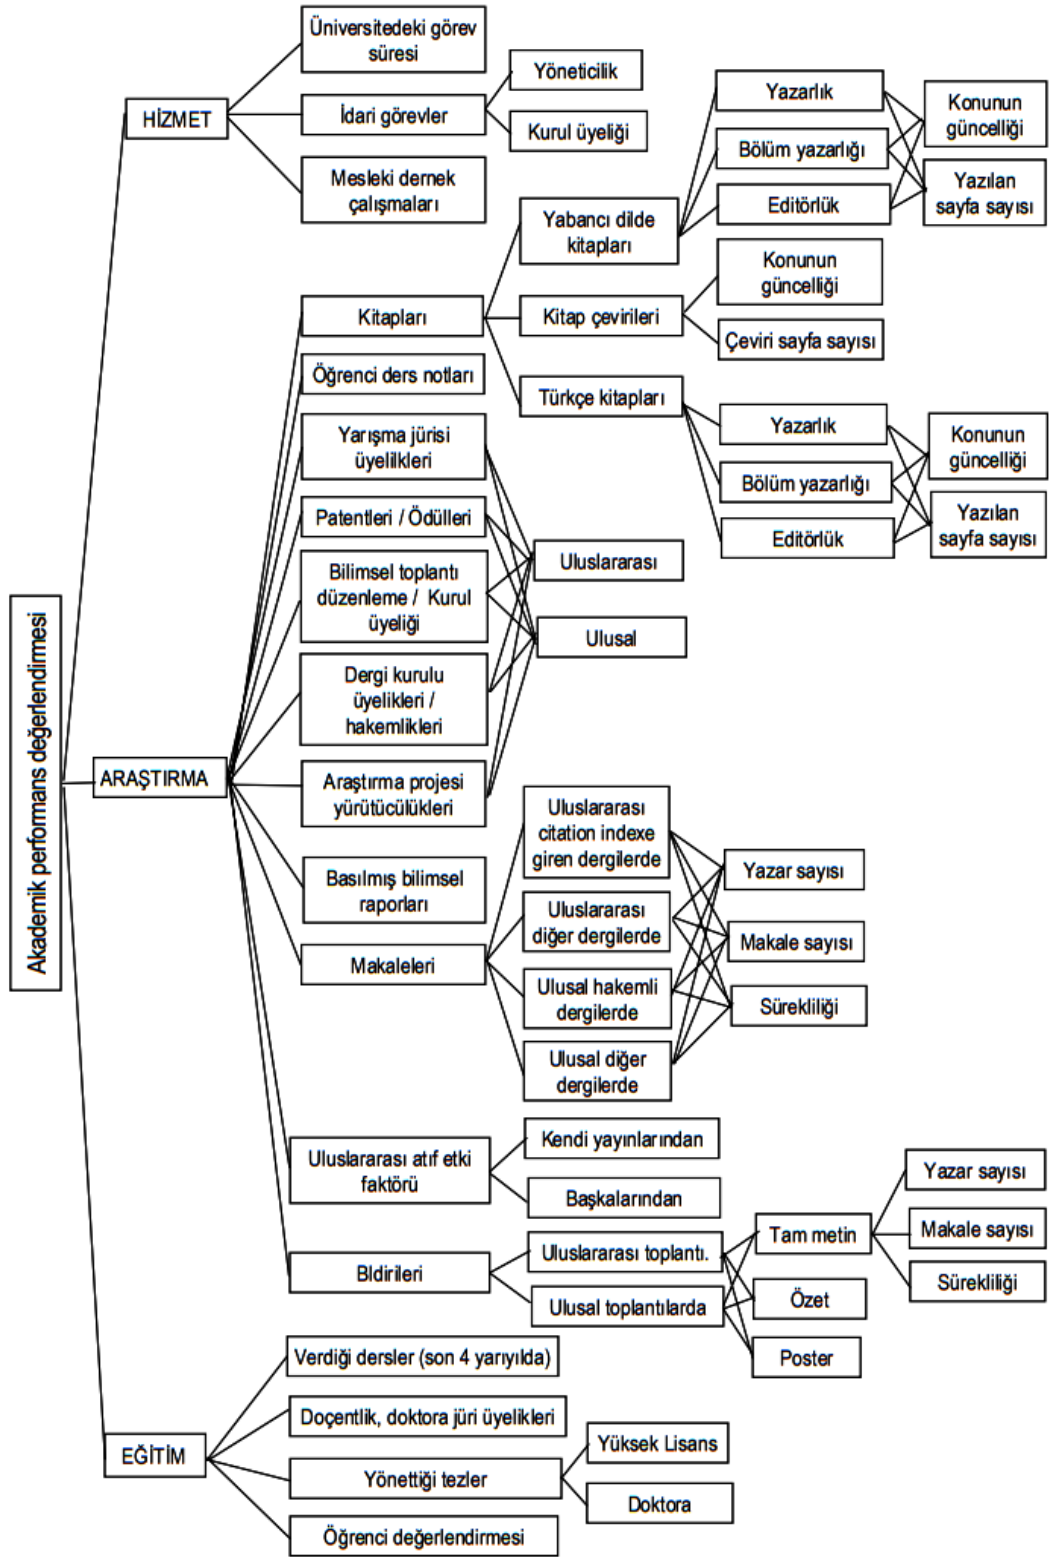 Akademik performans değerlendirmesi
HİZMET
Üniversitedeki görev
süresi
İdari görevler
Yöneticilik
Kurul üyeliği
Mesleki dernek
çalışmaları
ARAŞTIRMA
Kitapları
Yabancı dilde
kitapları
Yazarlık
Bölüm yazarlığı
Editörlük
Konunun
güncelliği
Yazılan
sayfa sayısı
Kitap çevirileri
Konunun
güncelliği
Çeviri sayfa sayısı
Türkçe kitapları
Yazarlık
Bölüm yazarlığı
Editörlük
Konunun
güncelliği
Yazılan
sayfa sayısı
Öğrenci ders notları
Yarışma jürisi
üyelilkleri
Patentleri / Ödülleri
Bilimsel toplantı
düzenleme / Kurul
üyeliği
Dergi kurulu
üyelikleri /
hakemlikleri
Araştırma projesi
yürütücülükleri
Uluslararası
Ulusal
Basılmış bilimsel
raporları
Makaleleri
Uluslararası
citation indexe
giren dergilerde
Uluslararası
diğer dergilerde
Ulusal hakemli
dergilerde
Ulusal diğer
dergilerde
Yazar sayısı
Makale sayısı
Sürekliliği
Uluslararası atıf etki
faktörü
Kendi yayınlarından
Başkalarından
Bldirileri
Uluslararası toplantı.
Ulusal toplantılarda
Tam metin
Özet
Poster
Yazar sayısı
Makale sayısı
Sürekliliği
EĞİTİM
Verdiği dersler (son 4 yarıyılda)
Doçentlik, doktora jüri üyelikleri
Yönettiği tezler
Yüksek Lisans
Doktora
Öğrenci değerlendirmesi